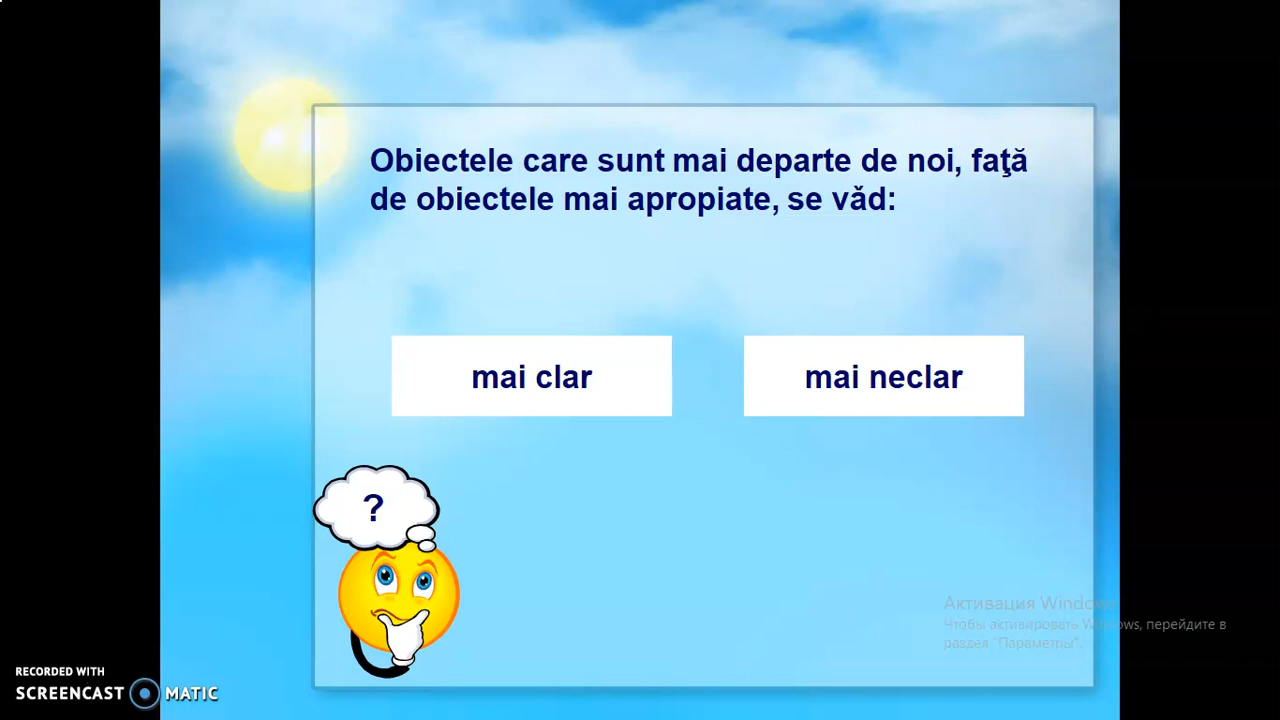 Obiectele care sunt mai departe de noi, faţă
de obiectele mai apropiate, se văd:
mai clar
mai neclar
?
Активация Windows
Чтобы активировать Windows, перейдите в
раздел "Параметры".
RECORDED WITH
SCREENCAST MATIC